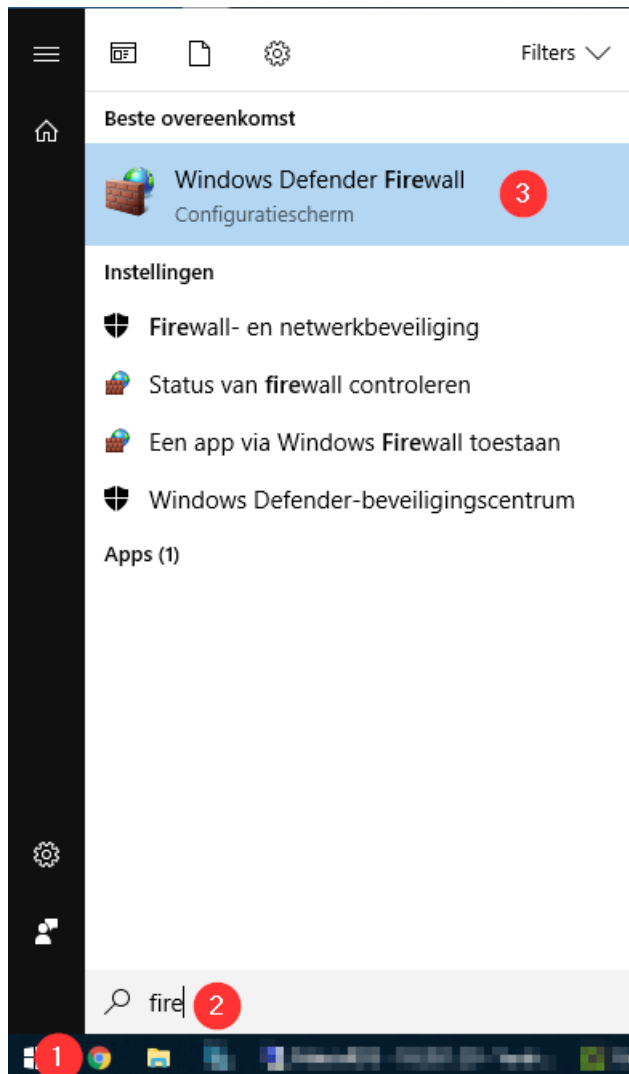 Filters
Beste overeenkomst
Windows Defender Firewall
3
Configuratiescherm
Instellingen
Firewall- en netwerkbeveiliging
Status van firewall controleren
Een app via Windows Firewall toestaan
Windows Defender-beveiligingscentrum
Apps (1)
fire 2
1